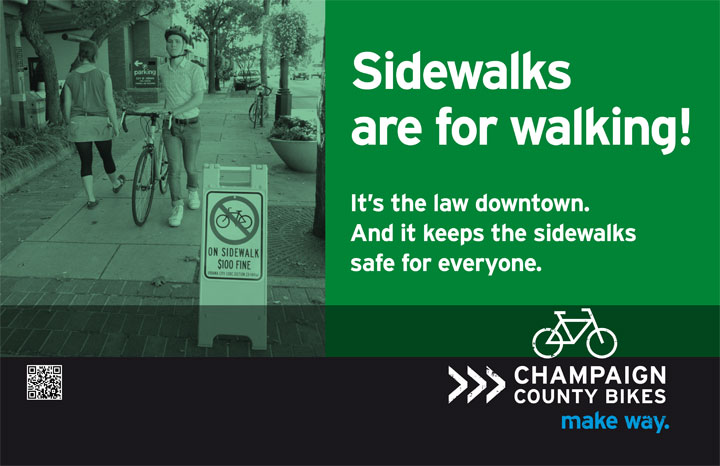 Sidewalks
are for walking!
It's the law downtown.
And it keeps the sidewalks
safe for everyone.
parking
ON SIDEWALK
$100 FINE
CHAMPAIGN
COUNTY BIKES
make way.